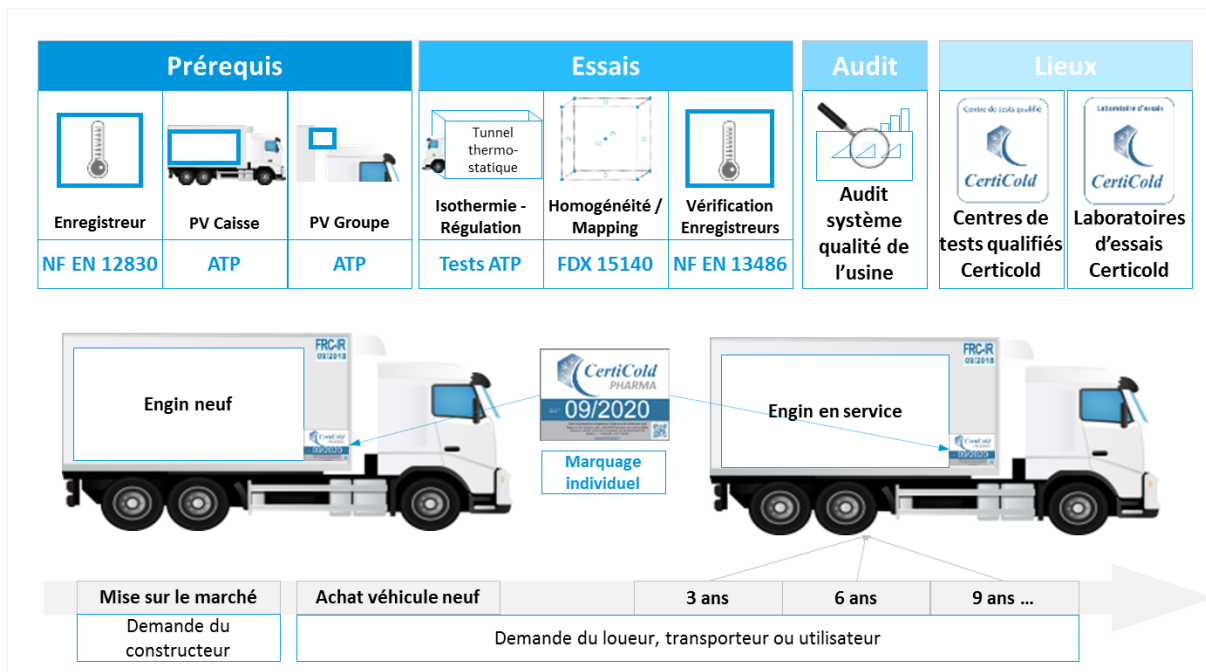 Prérequis
Essais
Audit
Lieux
Tunnel
thermo-
statique
Centre de tests qualifié
CertiCold
Laboratoire d'essais
CertiCold
Enregistreur
PV Caisse
PV Groupe
Isothermie -
Régulation
Homogénéité /
Mapping
Vérification
Enregistreurs
Audit
système
qualité de
l'usine
Centres de
tests qualifiés
Certicold
Laboratoires
d'essais
Certicold
NF EN 12830
ATP
ATP
Tests ATP
FDX 15140
NF EN 13486
FRC-IR
09/2018
Engin neuf
CertiCold
PHARMA
09/2020
CertiCold
PHARMA
09/2020
Marquage
individuel
FRC-IR
09/2018
Engin en service
CertiCold
PHARMA
09/2020
Mise sur le marché
Achat véhicule neuf
3 ans
6 ans
9 ans ...
Demande du
constructeur
Demande du loueur, transporteur ou utilisateur